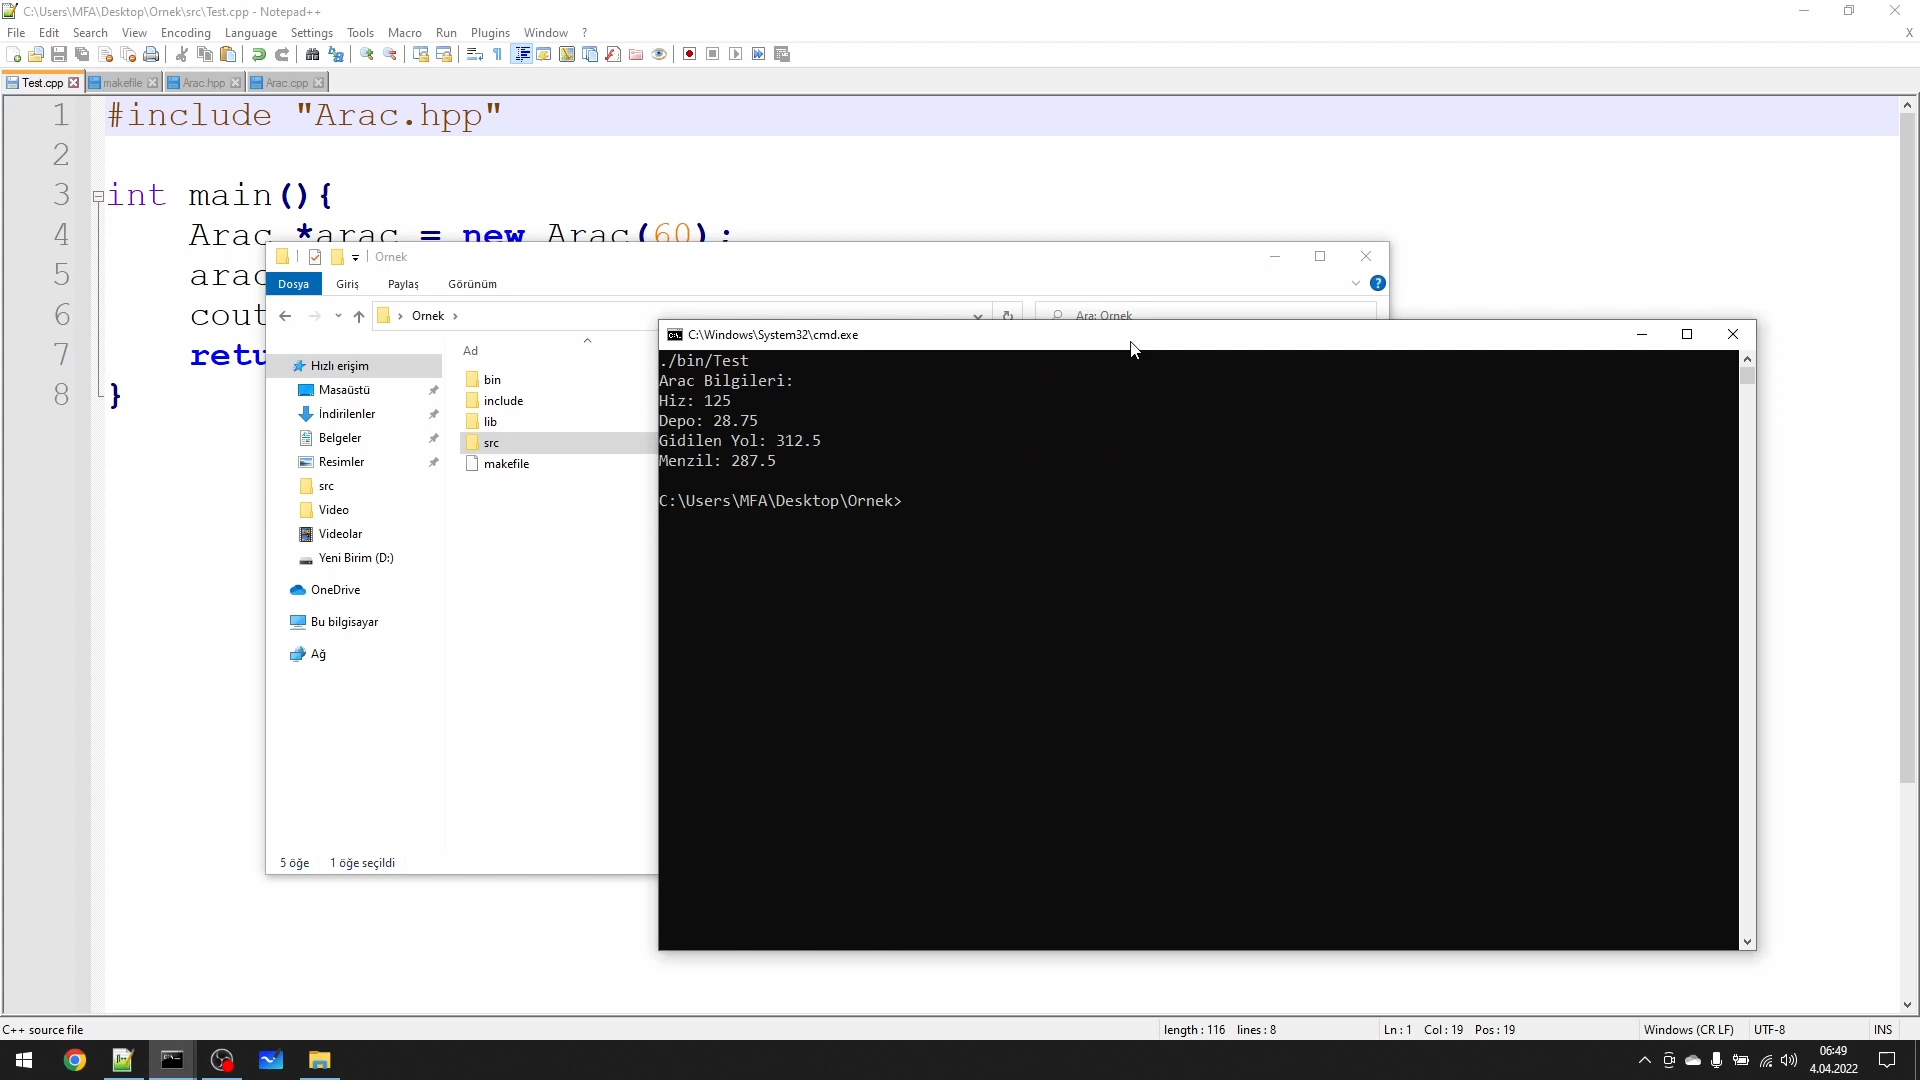 C:\Users\MFA\Desktop\Ornek\src\Test.cpp - Notepad++
File Edit Search View Encoding Language Settings Tools Macro Run Plugins Window ? X
Test.cpp makefile Arac.hpp Arac.cpp
1 #include "Arac.hpp"
2
3 int main(){
4 Arac *arac = new Arac(60);
5 arac
6 cout
7 retu
8 }
Ornek
Dosya Giriş Paylaş Görünüm
Ornek
Ara: Ornek
Ad
Hızlı erişim
Masaüstü
İndirilenler
Belgeler
Resimler
src
Video
Videolar
Yeni Birim (D:)
OneDrive
Bu bilgisayar
Ağ
bin
include
lib
src
makefile
5 öğe 1 öğe seçildi
C:\Windows\System32\cmd.exe
./bin/Test
Arac Bilgileri:
Hiz: 125
Depo: 28.75
Gidilen Yol: 312.5
Menzil: 287.5
C:\Users\MFA\Desktop\Ornek>
C++ source file length : 116 lines : 8 Ln : 1 Col : 19 Pos : 19 Windows (CR LF) UTF-8 INS
06:49
4.04.2022